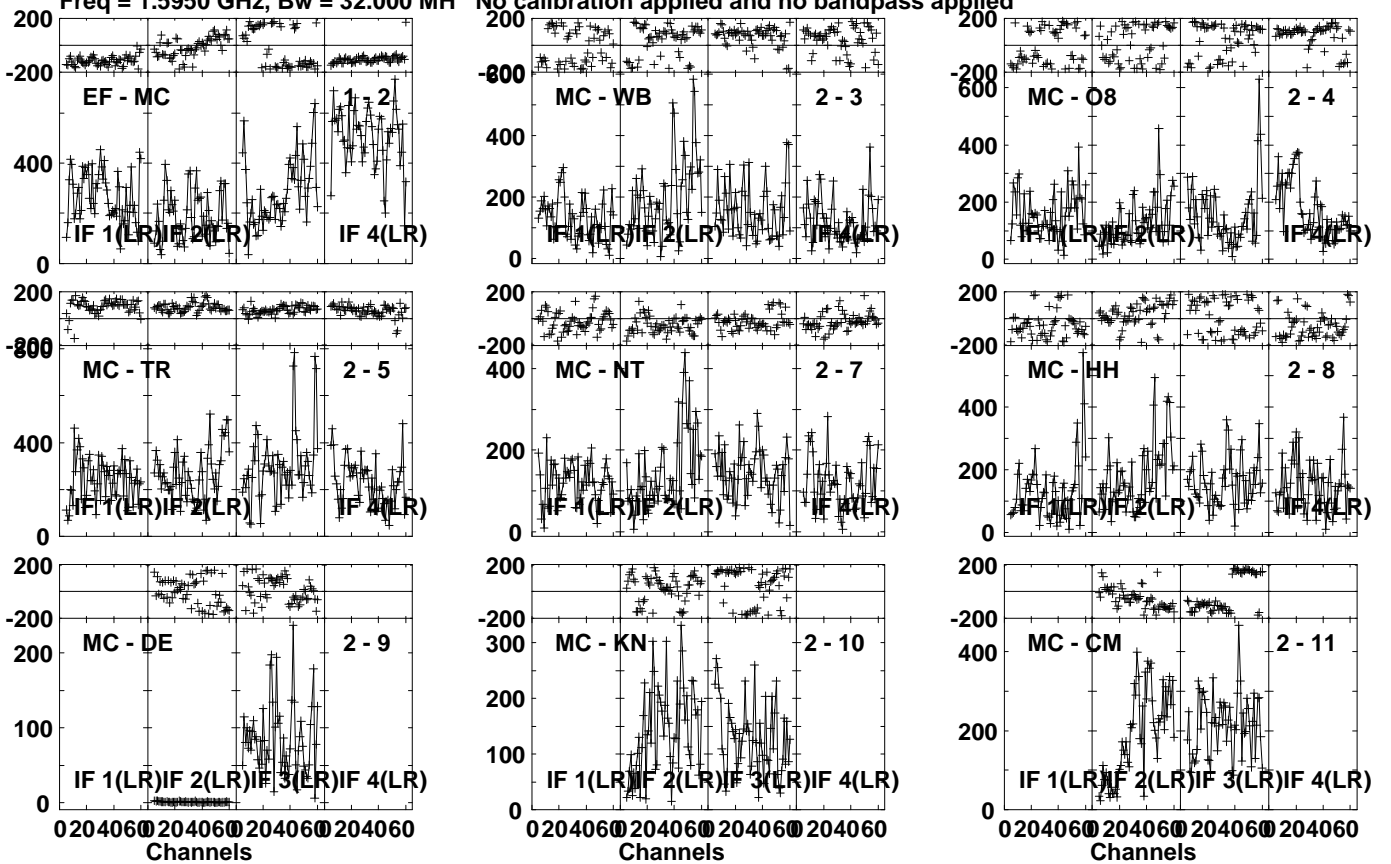 Freq = 1.5950 GHz, Bw = 32.000 MH No calibration applied and no bandpass applied
200
-200
EF - MC 1 - 2
400
0
IF 1(LR) IF 2(LR) IF 4(LR)
200
-200
600
MC - WB 2 - 3
400
200
0
IF 1(LR) IF 2(LR) IF 4(LR)
200
-200
600
MC - O8 2 - 4
400
200
0
IF 1(LR) IF 2(LR) IF 4(LR)
200
-200
800
MC - TR 2 - 5
400
0
IF 1(LR) IF 2(LR) IF 4(LR)
200
-200
400
MC - NT 2 - 7
200
0
IF 1(LR) IF 2(LR) IF 4(LR)
200
-200
MC - HH 2 - 8
400
200
0
IF 1(LR) IF 2(LR) IF 4(LR)
200
-200
MC - DE 2 - 9
200
100
0
IF 1(LR) IF 2(LR) IF 3(LR) IF 4(LR)
0204060 0204060 0204060 0204060
Channels
200
-200
300
MC - KN 2 - 10
200
100
0
IF 1(LR) IF 2(LR) IF 3(LR) IF 4(LR)
0204060 0204060 0204060 0204060
Channels
200
-200
MC - CM 2 - 11
400
200
0
IF 1(LR) IF 2(LR) IF 3(LR) IF 4(LR)
0204060 0204060 0204060 0204060
Channels